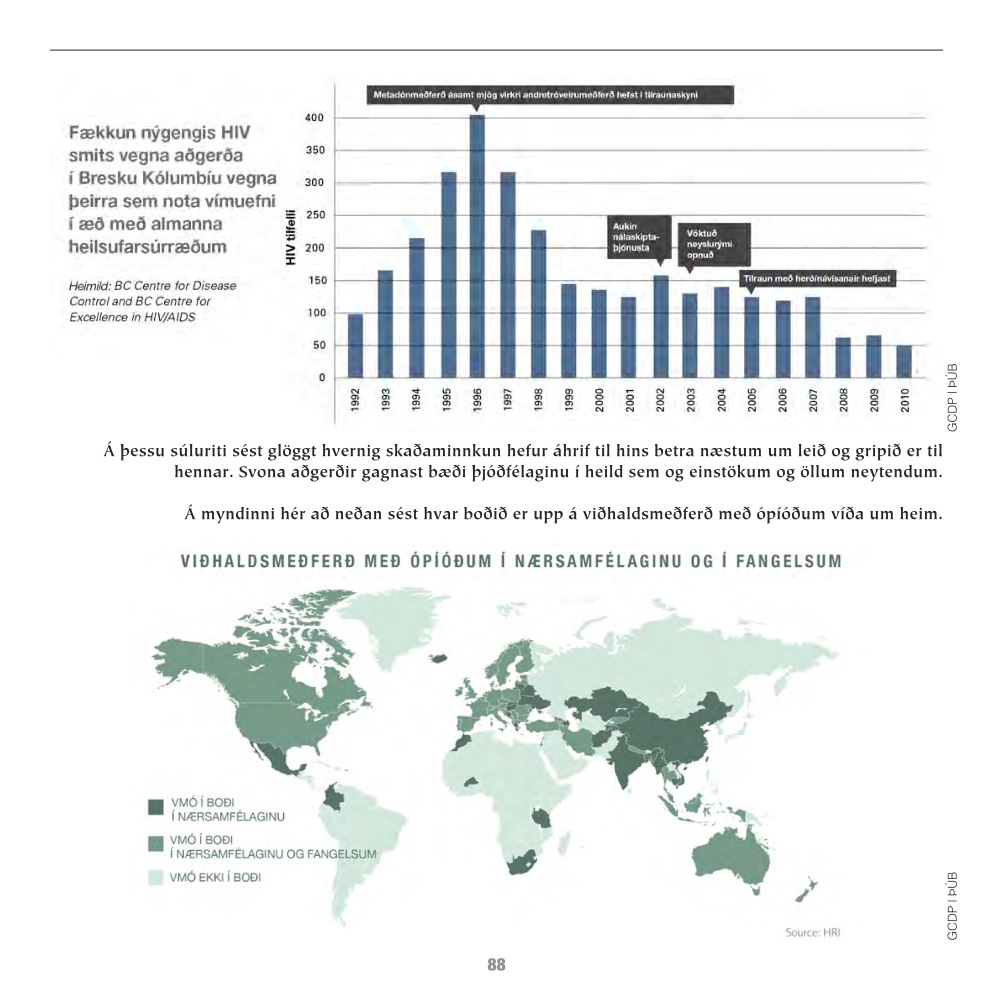 Fækkun nýgengis HIV
smits vegna aðgerða
í Bresku Kólumbíu vegna
þeirra sem nota vímuefni
í æð með almanna
heilsufarsúrræðum
Heimild: BC Centre for Disease
Control and BC Centre for
Excellence in HIV/AIDS
Metadónmeðferð ásamt mjög virkri andretróveirumeðferð hefst í tilraunaskyni
HIV tilfelli
400
350
300
250
200
150
100
50
0
Aukin
nálaskipta-
þjónusta
Vöktuð
neyslurými
opnuð
Tilraun með heróínávísanair hefjast
1992
1993
1994
1995
1996
1997
1998
1999
2000
2001
2002
2003
2004
2005
2006
2007
2008
2009
2010
GCDP I ÞÚB
Á þessu súluriti sést glöggt hvernig skaðaminnkun hefur áhrif til hins betra næstum um leið og gripið er til
hennar. Svona aðgerðir gagnast bæði þjóðfélaginu í heild sem og einstökum og öllum neytendum.
Á myndinni hér að neðan sést hvar boðið er upp á viðhaldsmeðferð með ópíóðum víða um heim.
VIÐHALDSMEÐFERÐ MEÐ ÓPÍÓÐUM Í NÆRSAMFÉLAGINU OG Í FANGELSUM
VMÓ Í BOÐI
Í NÆRSAMFÉLAGINU
VMÓ Í BOÐI
Í NÆRSAMFÉLAGINU OG FANGELSUM
VMÓ EKKI Í BOÐI
Source: HRI
GCDP I ÞÚB
88